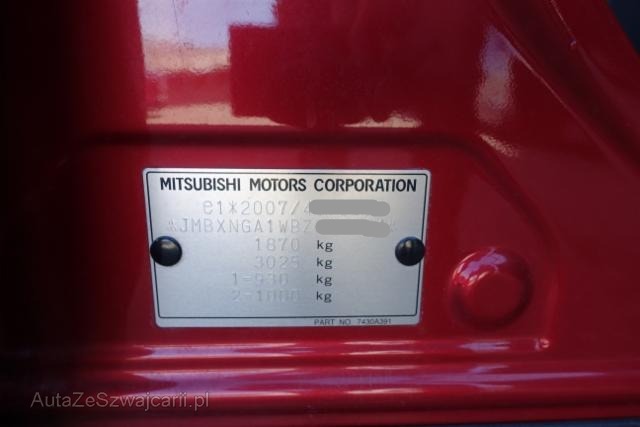 MITSUBISHI MOTORS CORPORATION
e1*2007/4
*JMBXNGA1WBZ *
1870 kg
3025 kg
1-930 kg
2-1000 kg
PART NO 7430A391
AutaZeSzwajcarii.pl